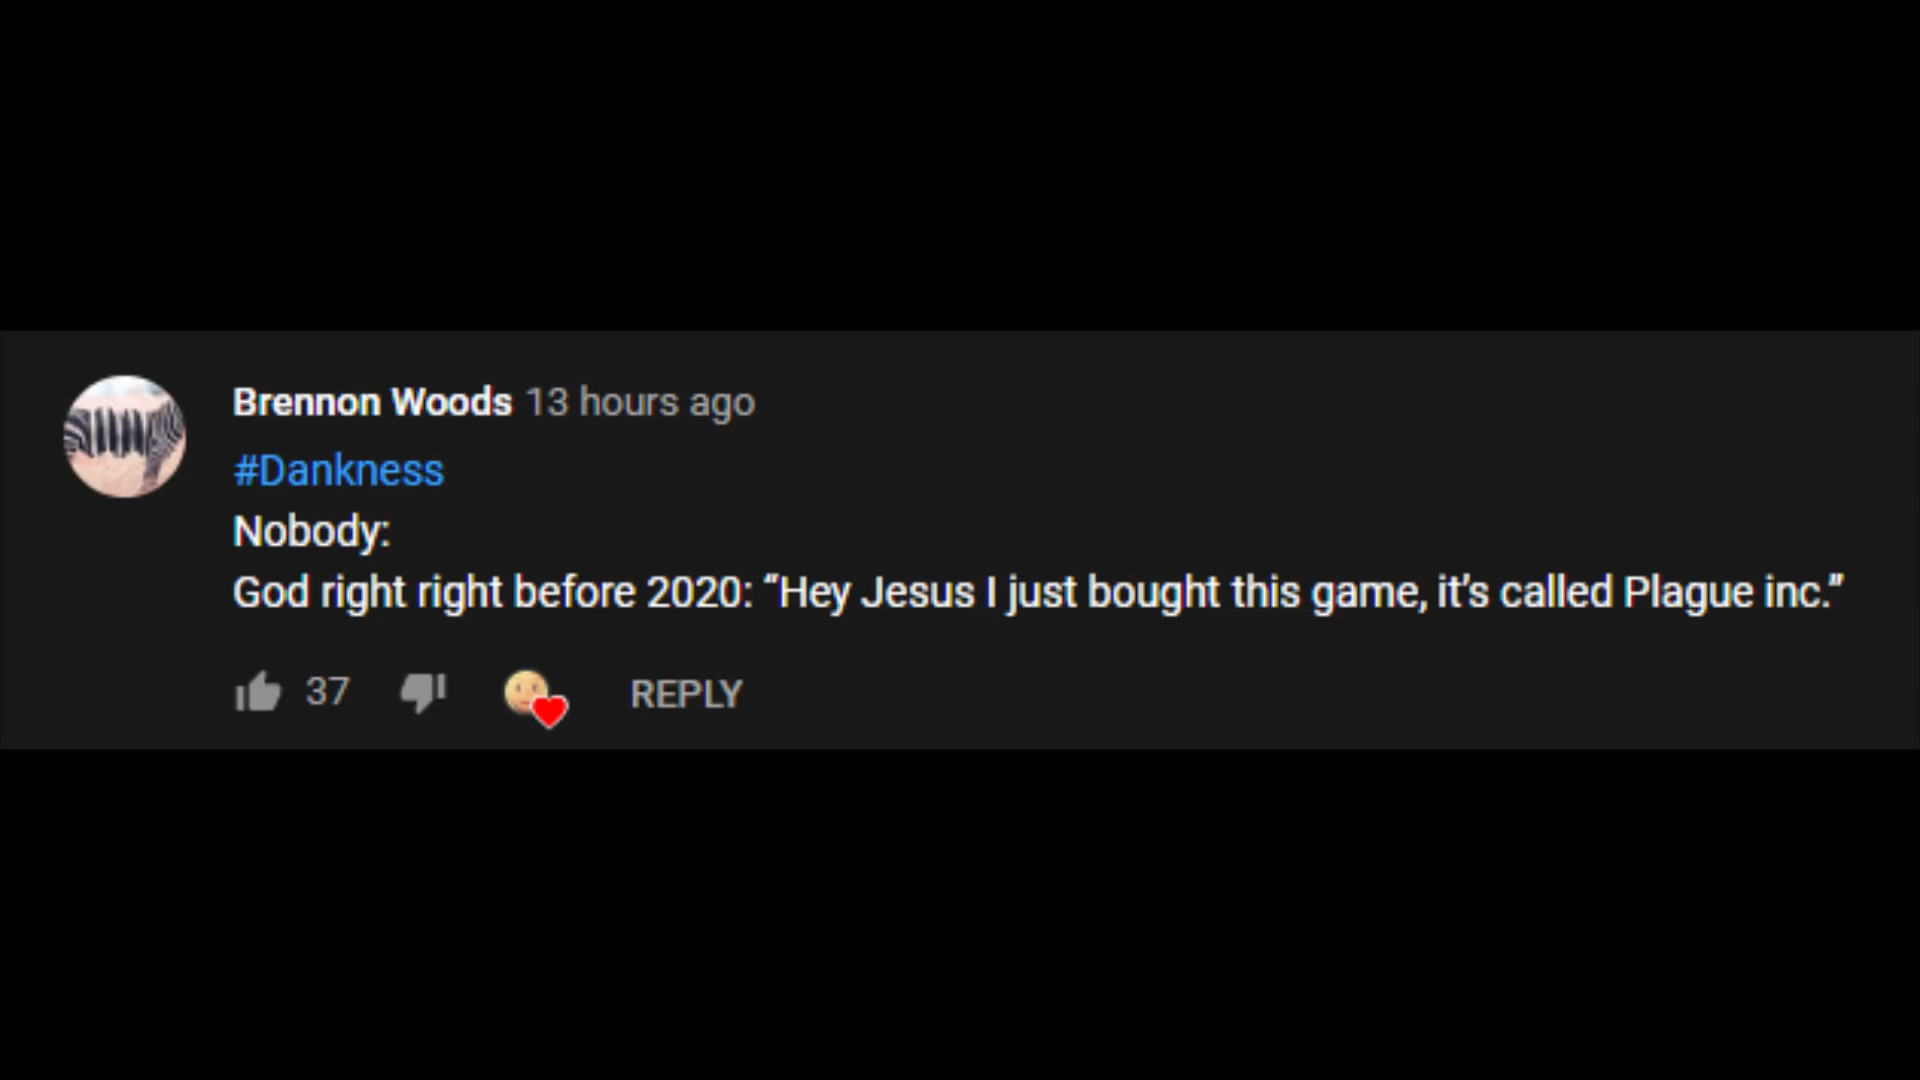 Brennon Woods 13 hours ago
#Dankness
Nobody:
God right right before 2020: “Hey Jesus I just bought this game, it's called Plague inc.”
37 REPLY